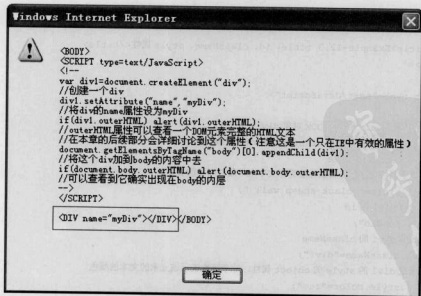 Windows Internet Explorer
<BODY>
<SCRIPT type=text/JavaScript>
<!--
var div1=document.createElement("div");
//创建一个div
div1.setAttribute("name","myDiv");
//将div的name属性设为myDiv
if(div1.outerHTML) alert(div1.outerHTML);
//outerHTML属性可以查看一个DOM元素完整的HTML文本
//在本章的后续部分会详细讨论到这个属性(注意这是一个只在IE中有效的属性)
document.getElementsByTagName("body")[0].appendChild(div1);
//将这个div加到body的内容中去
if(document.body.outerHTML) alert(document.body.outerHTML);
//可以查看到它确实出现在body的内层
-->
</SCRIPT>
<DIV name="myDiv"></DIV></BODY>
确定